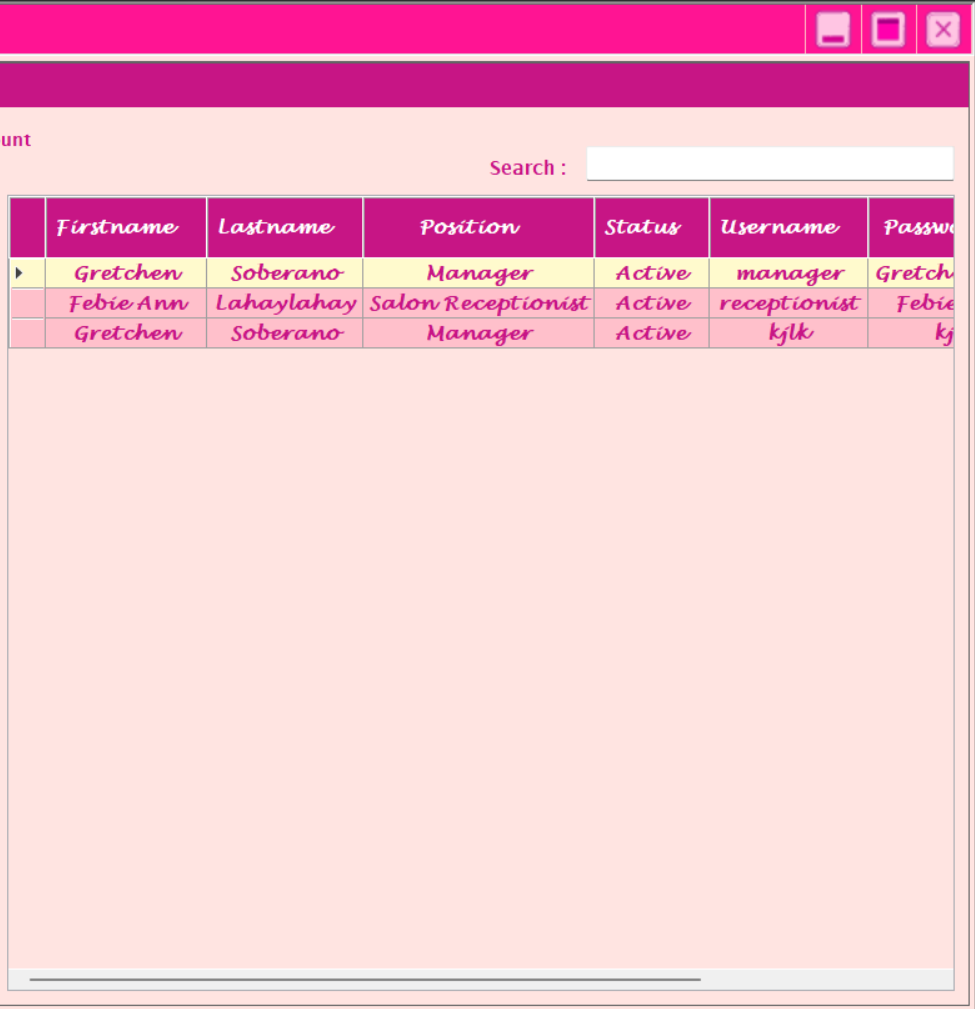 unt
Search :
Firstname Lastname Position Status Username Passw
Gretchen Soberano Manager Active manager Gretch
Febie Ann Lahaylahay Salon Receptionist Active receptionist Febie
Gretchen Soberano Manager Active kjlk kj